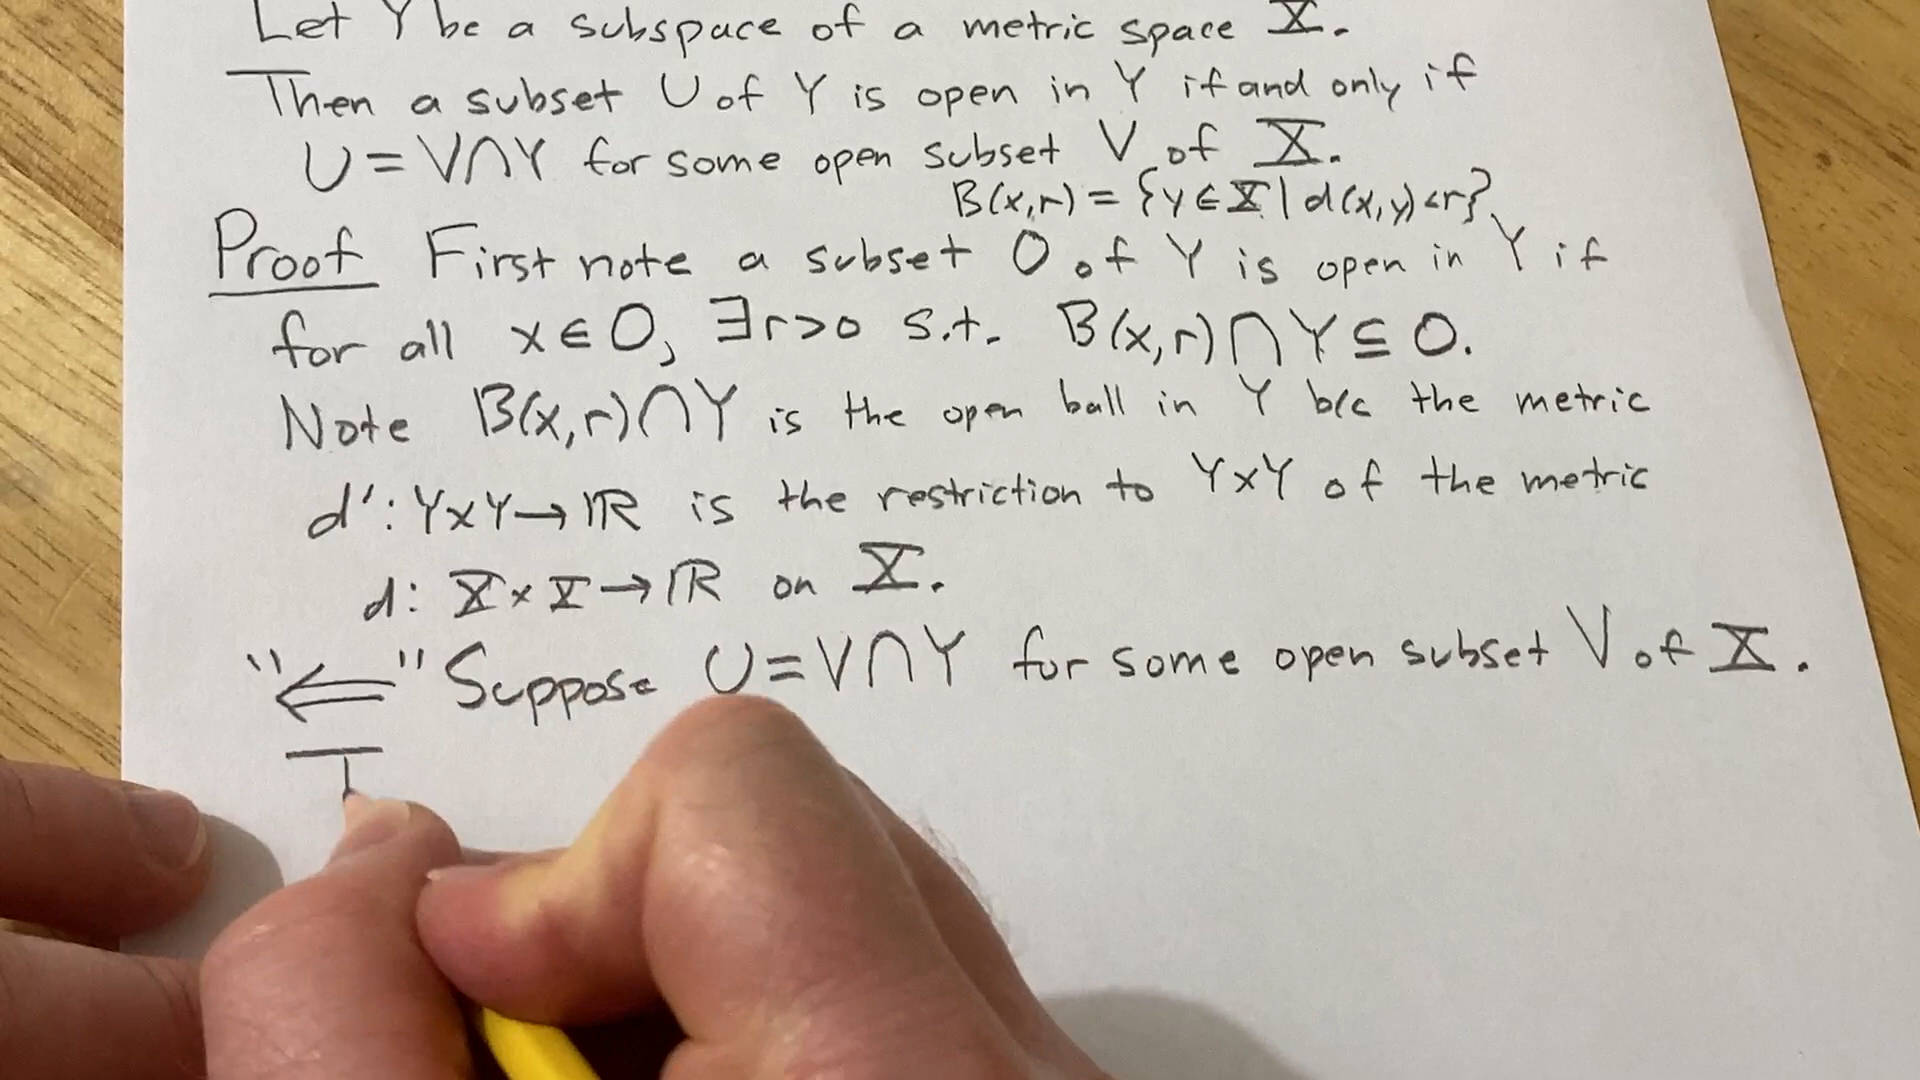 Let Y be a subspace of a metric space X.
Then a subset U of Y is open in Y if and only if
U = V∩Y for some open subset V of X.
B(x,r) = {y∈X | d(x,y)<r}
Proof First note a subset O of Y is open in Y if
for all x∈O, ∃r>0 s.t. B(x,r)∩Y⊆O.
Note B(x,r)∩Y is the open ball in Y b/c the metric
d′: Y×Y→ℝ is the restriction to Y×Y of the metric
d: X×X→ℝ on X.
"⇐" Suppose U=V∩Y for some open subset V of X.
T